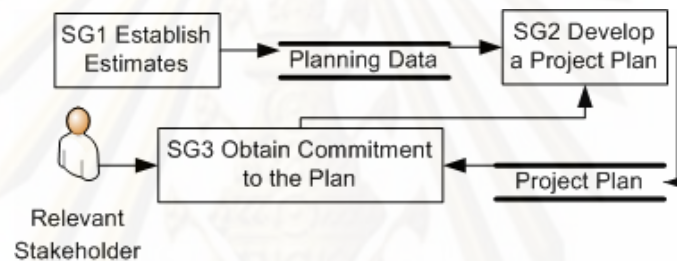 SG1 Establish
Estimates
Planning Data
SG2 Develop
a Project Plan
SG3 Obtain Commitment
to the Plan
Project Plan
Relevant
Stakeholder